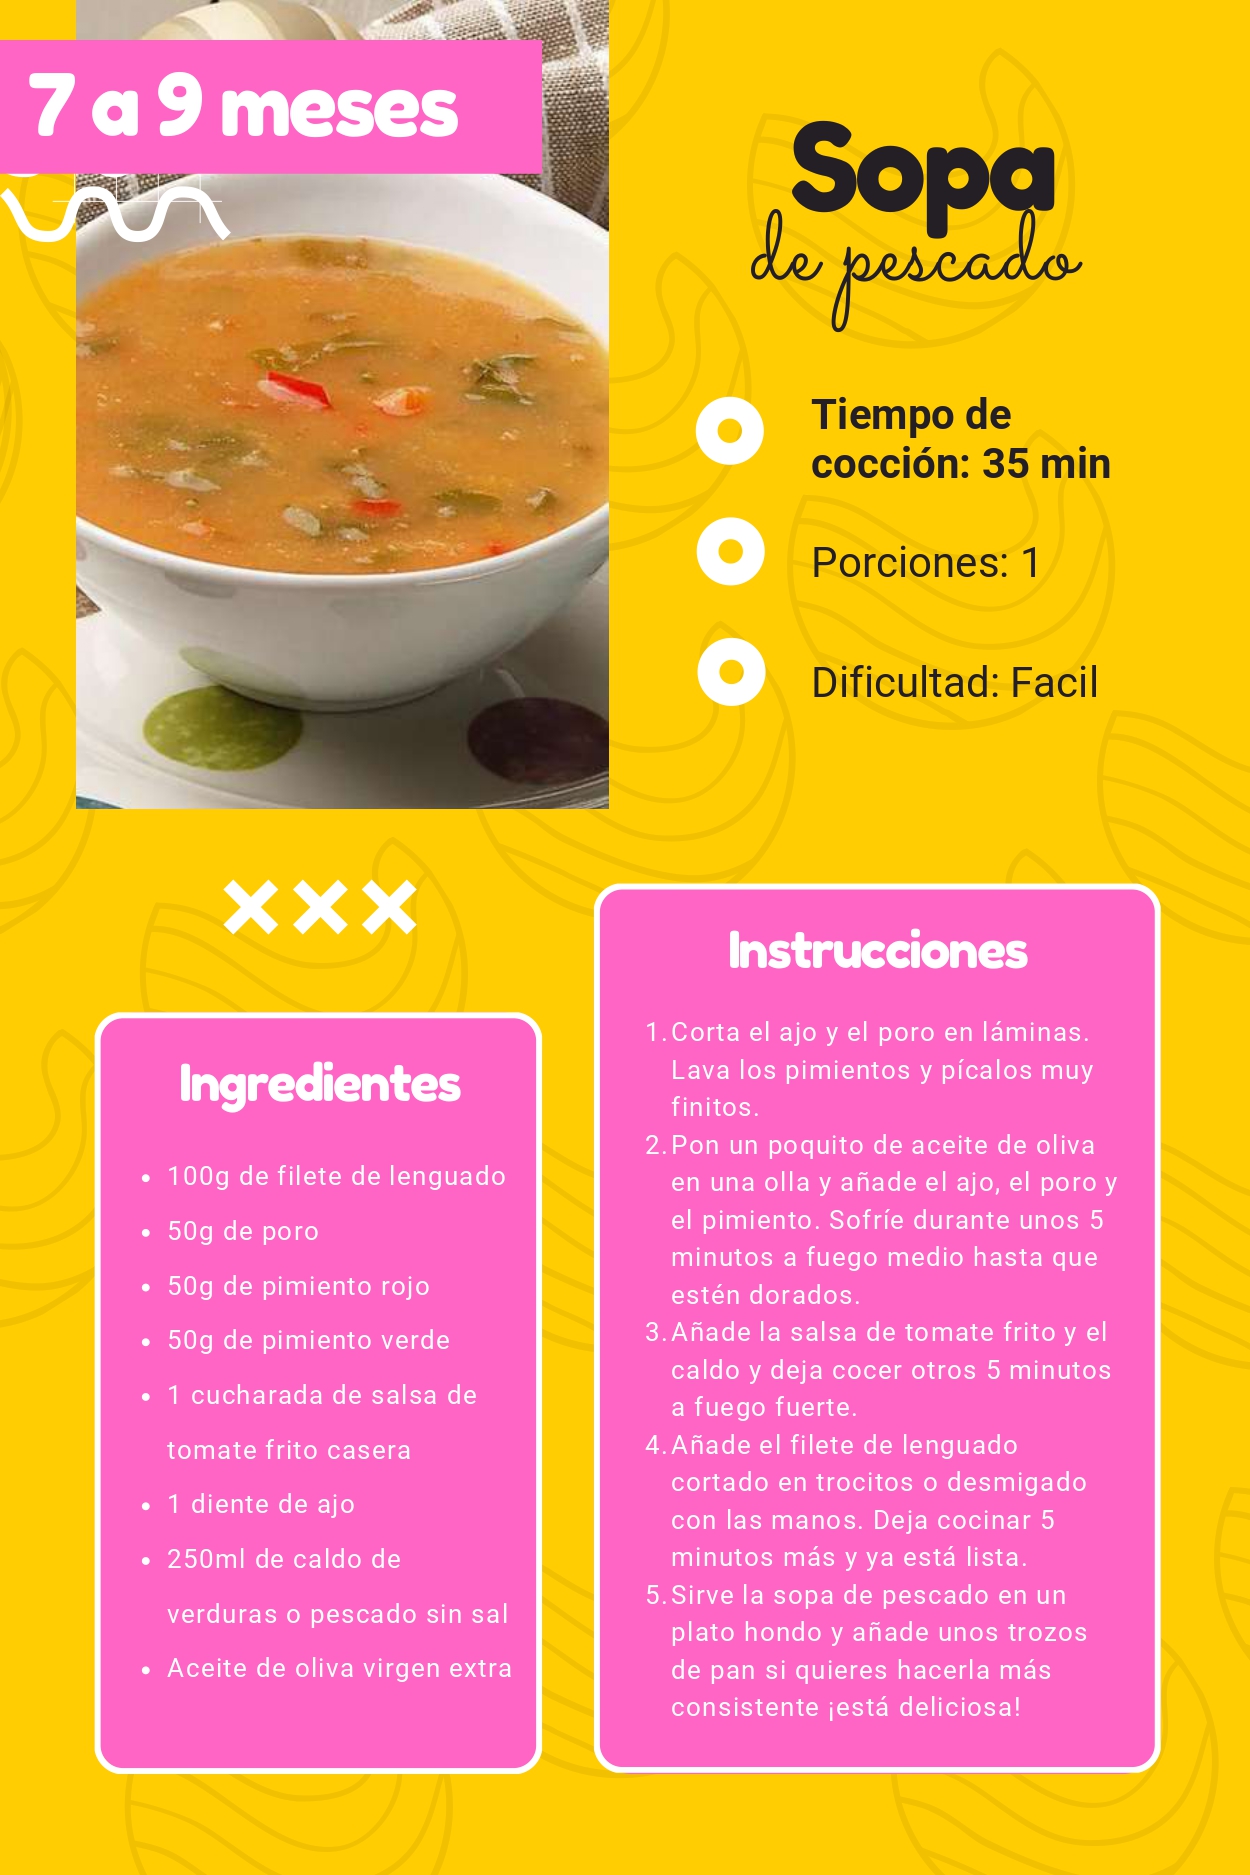 7 a 9 meses
Sopa
de pescado
Tiempo de
cocción: 35 min
Porciones: 1
Dificultad: Facil
Ingredientes
• 100g de filete de lenguado
• 50g de poro
• 50g de pimiento rojo
• 50g de pimiento verde
• 1 cucharada de salsa de
tomate frito casera
• 1 diente de ajo
• 250ml de caldo de
verduras o pescado sin sal
• Aceite de oliva virgen extra
Instrucciones
1. Corta el ajo y el poro en láminas.
Lava los pimientos y pícalos muy
finitos.
2. Pon un poquito de aceite de oliva
en una olla y añade el ajo, el poro y
el pimiento. Sofríe durante unos 5
minutos a fuego medio hasta que
estén dorados.
3. Añade la salsa de tomate frito y el
caldo y deja cocer otros 5 minutos
a fuego fuerte.
4. Añade el filete de lenguado
cortado en trocitos o desmigado
con las manos. Deja cocinar 5
minutos más y ya está lista.
5. Sirve la sopa de pescado en un
plato hondo y añade unos trozos
de pan si quieres hacerla más
consistente ¡está deliciosa!